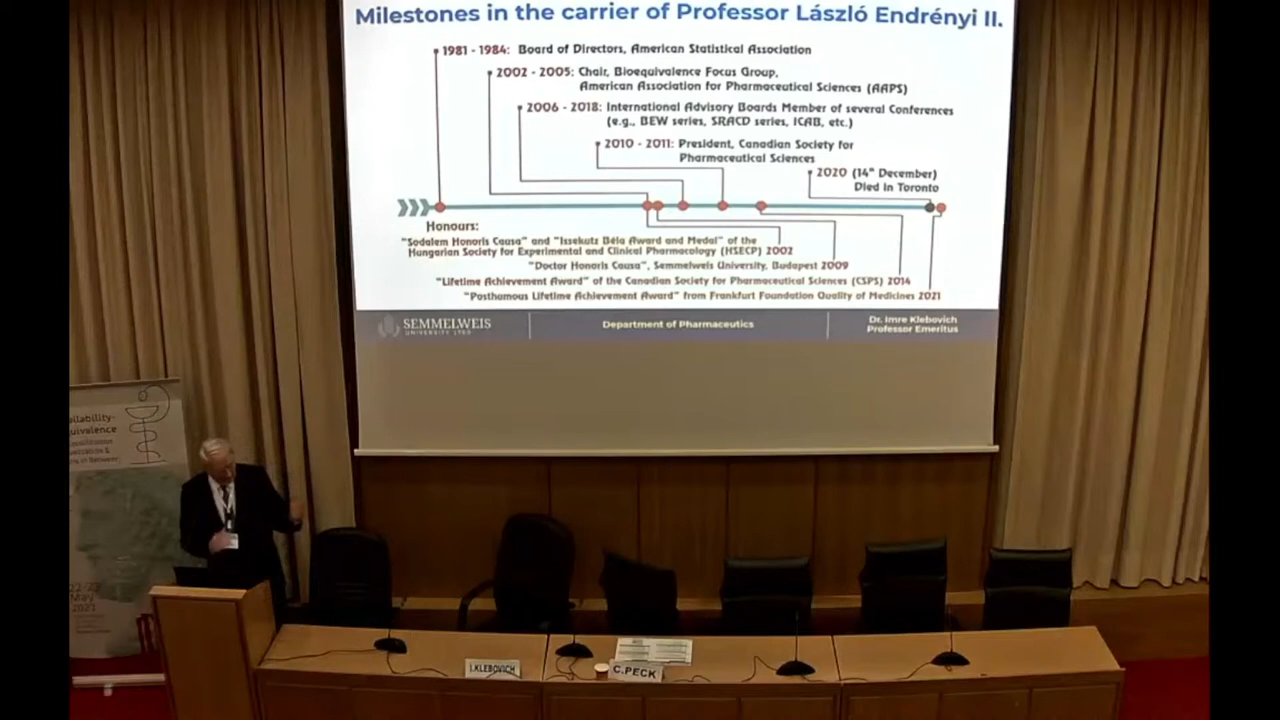 Milestones in the carrier of Professor László Endrényi II.
1981 - 1984: Board of Directors, American Statistical Association
2002 - 2005: Chair, Bioequivalence Focus Group,
American Association for Pharmaceutical Sciences (AAPS)
2006 - 2018: International Advisory Boards Member of several Conferences
(e.g., BEW series, SRACD series, ICAB, etc.)
2010 - 2011: President, Canadian Society for
Pharmaceutical Sciences
2020 (14th December)
Died in Toronto
Honours:
"Sodalem Honoris Causa" and "Issekutz Béla Award and Medal" of the
Hungarian Society for Experimental and Clinical Pharmacology (HSECP) 2002
"Doctor Honoris Causa", Semmelweis University, Budapest 2009
"Lifetime Achievement Award" of the Canadian Society for Pharmaceutical Sciences (CSPS) 2014
"Posthumous Lifetime Achievement Award" from Frankfurt Foundation Quality of Medicines 2021
SEMMELWEIS
UNIVERSITY 1769
Department of Pharmaceutics
Dr. Imre Klebovich
Professor Emeritus
ilability-
uivalence
22-23
May
I.KLEBOVICH
C.PECK